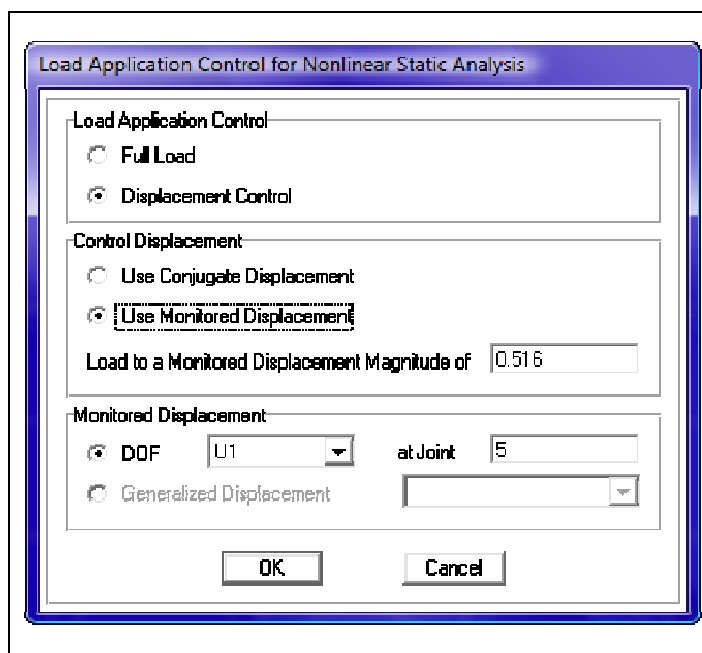 Load Application Control for Nonlinear Static Analysis
Load Application Control
Full Load
Displacement Control
Control Displacement
Use Conjugate Displacement
Use Monitored Displacement
Load to a Monitored Displacement Magnitude of 0.516
Monitored Displacement
DOF U1 at Joint 5
Generalized Displacement
OK Cancel